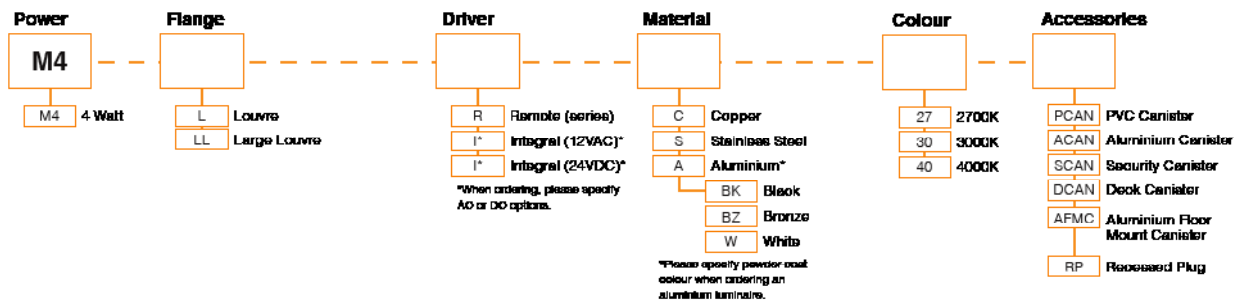 Power
Flange
Driver
Material
Colour
Accessories
M4
M4 4 Watt
L Louvre
LL Large Louvre
R Remote (series)
I* Integral (12VAC)*
I* Integral (24VDC)*
*When ordering, please specify
AC or DC options.
C Copper
S Stainless Steel
A Aluminium*
BK Black
BZ Bronze
W White
*Please specify powder coat
colour when ordering an
aluminium luminaire.
27 2700K
30 3000K
40 4000K
PCAN PVC Canister
ACAN Aluminium Canister
SCAN Security Canister
DCAN Deck Canister
AFMC Aluminium Floor
Mount Canister
RP Recessed Plug